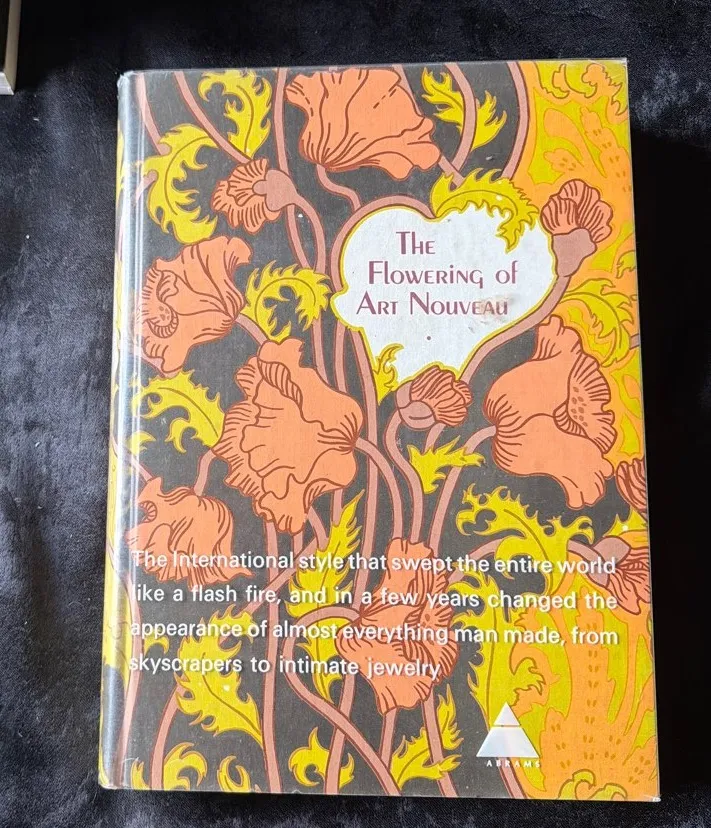 The
Flowering of
Art Nouveau
The International style that swept the entire world
like a flash fire, and in a few years changed the
appearance of almost everything man made, from
skyscrapers to intimate jewelry
ABRAMS